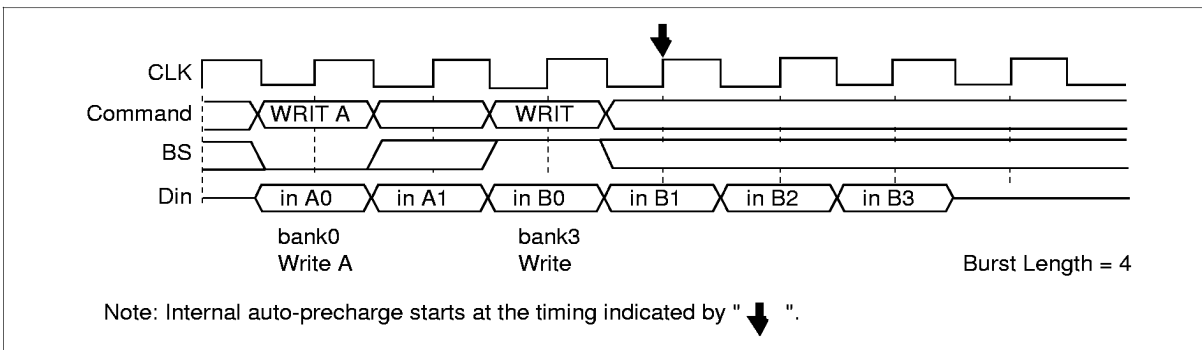 CLK
Command WRIT A WRIT
BS
Din in A0 in A1 in B0 in B1 in B2 in B3
bank0 bank3
Write A Write Burst Length = 4
Note: Internal auto-precharge starts at the timing indicated by " ".